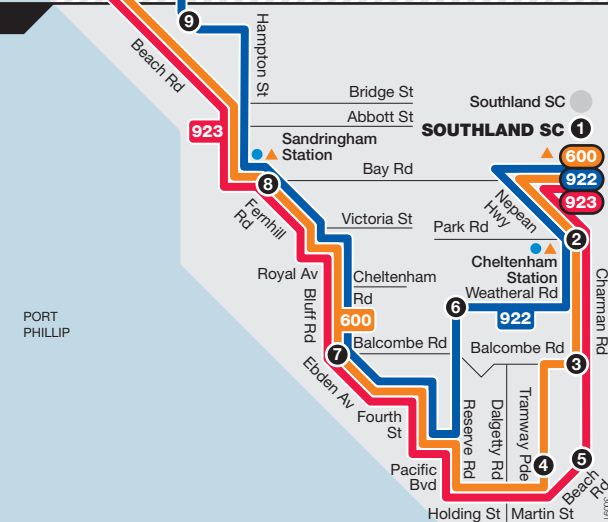 9
Hampton St
Beach Rd
Bridge St
Abbott St
923
Sandringham
Station
Southland SC
SOUTHLAND SC 1
600
922
923
Bay Rd
8
Nepean
Hwy
Fernhill
Rd
Victoria St
Park Rd
2
Cheltenham
Station
Royal Av
Cheltenham
Rd
Weatheral Rd
6
922
Charman Rd
PORT
PHILLIP
Bluff Rd
600
7
Balcombe Rd
Balcombe Rd
3
Ebden Av
Fourth
St
Reserve Rd
Dalgetty Rd
Tramway Pde
4
5
Pacific
Bvd
Beach
Rd
Holding St
Martin St